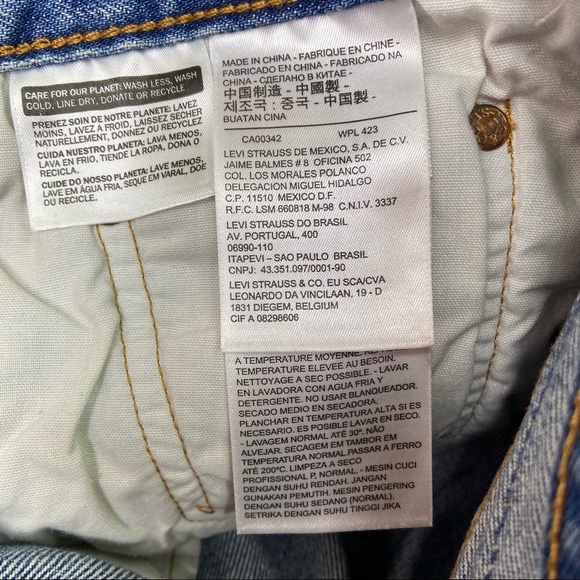 CARE FOR OUR PLANET: WASH LESS, WASH
COLD, LINE DRY, DONATE OR RECYCLE.
PRENEZ SOIN DE NOTRE PLANETE: LAVEZ
MOINS, LAVEZ A FROID, LAISSEZ SECHER
NATURELLEMENT, DONNEZ OU RECYCLEZ
CUIDA NUESTRO PLANETA: LAVA MENOS,
LAVA EN FRIO, TIENDE LA ROPA, DONA O
RECICLA.
CUIDE DO NOSSO PLANETA: LAVE MENOS,
LAVE EM ÁGUA FRIA, SEQUE EM VARAL, DOE
OU RECICLE.
MADE IN CHINA - FABRIQUE EN CHINE -
FABRICADO EN CHINA - FABRICADO NA
CHINA - СДЕЛАНО В КИТАЕ -
中国制造 - 中國製 -
제조국: 중국 - 中国製 -
BUATAN CINA
CA00342 WPL 423
LEVI STRAUSS DE MEXICO, S.A. DE C.V.
JAIME BALMES # 8 OFICINA 502
COL. LOS MORALES POLANCO
DELEGACION MIGUEL HIDALGO
C.P. 11510 MEXICO D.F.
R.F.C. LSM 660818 M-98 C.N.I.V. 3337
LEVI STRAUSS DO BRASIL
AV. PORTUGAL, 400
06990-110
ITAPEVI – SAO PAULO BRASIL
CNPJ: 43.351.097/0001-90
LEVI STRAUSS & CO. EU SCA/CVA
LEONARDO DA VINCILAAN, 19 - D
1831 DIEGEM, BELGIUM
CIF A 08298606
A TEMPERATURE MOYENNE.
TEMPERATURE ELEVEE AU BESOIN.
NETTOYAGE A SEC POSSIBLE. - LAVAR
EN LAVADORA CON AGUA FRIA Y
DETERGENTE. NO USAR BLANQUEADOR.
SECADO MEDIO EN SECADORA.
PLANCHAR EN TEMPERATURA ALTA SI ES
NECESARIO. ES POSIBLE LAVAR EN SECO.
- LAVAGEM NORMAL ATÉ 30º. NÃO
ALVEJAR. SECAGEM EM TAMBOR EM
TEMPERATURA NORMAL.PASSAR A FERRO
ATÉ 200ºC. LIMPEZA A SECO
PROFISSIONAL P, NORMAL. - MESIN CUCI
DENGAN SUHU RENDAH. JANGAN
GUNAKAN PEMUTIH. MESIN PENGERING
DENGAN SUHU SEDANG (NORMAL).
SETRIKA DENGAN SUHU TINGGI JIKA